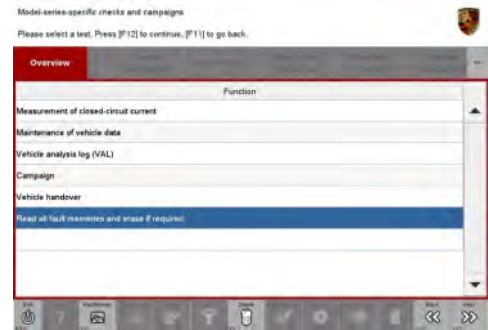 Model-series-specific checks and campaigns
Please select a test. Press [F12] to continue, [F11] to go back.
Overview
Function
Measurement of closed-circuit current
Maintenance of vehicle data
Vehicle analysis log (VAL)
Campaign
Vehicle handover
Read all fault memories and erase if required